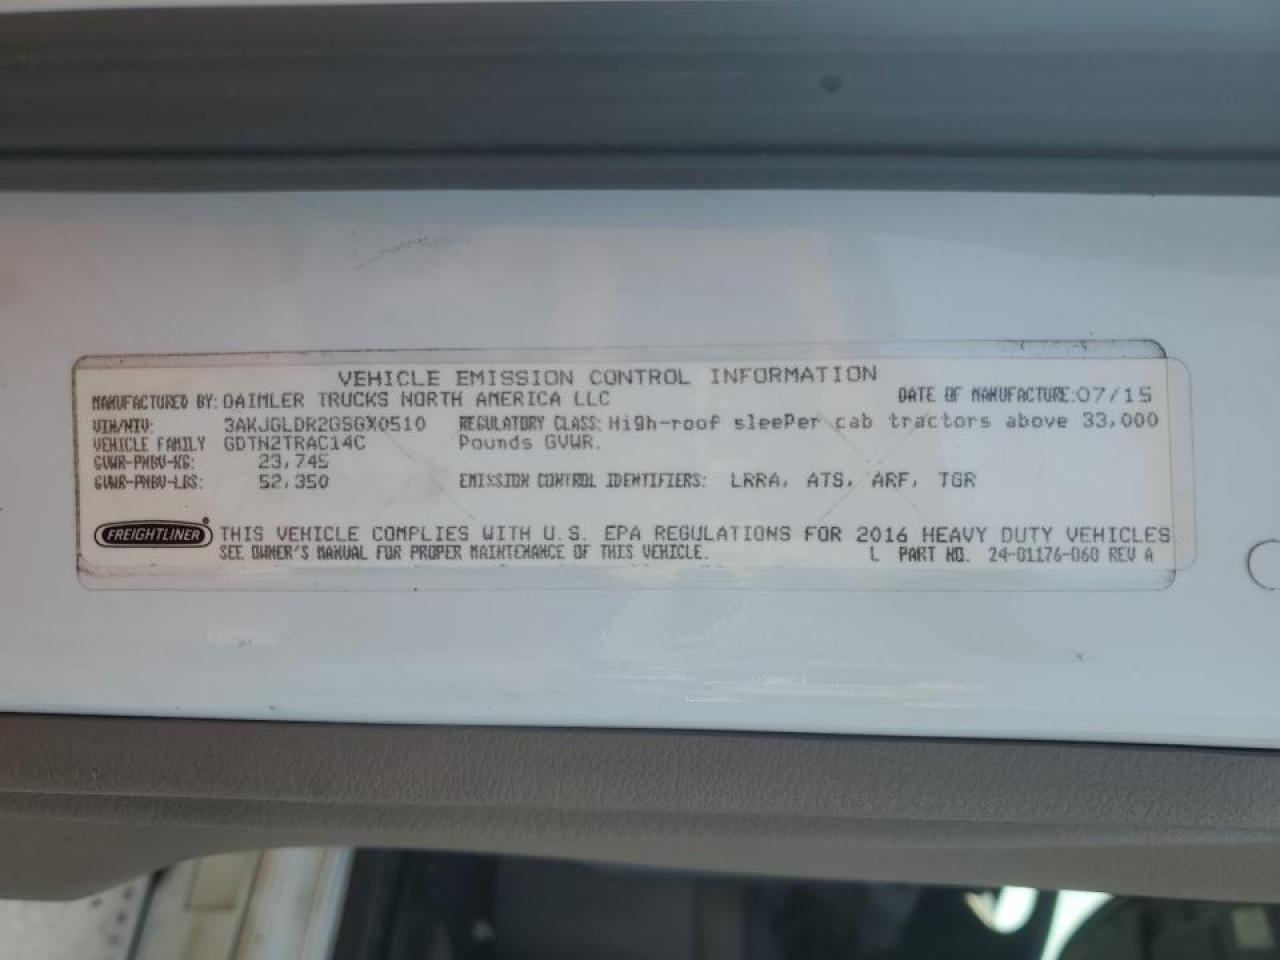 VEHICLE EMISSION CONTROL INFORMATION
MANUFACTURED BY: DAIMLER TRUCKS NORTH AMERICA LLC DATE OF MANUFACTURE: 07/15
VIN/NIV: 3AKJGLDR2GSGX0510 REGULATORY CLASS: High-roof sleeper cab tractors above 33,000
VEHICLE FAMILY GDTN2TRAC14C Pounds GVWR.
GVWR-PNBV-KG: 23,745
GVWR-PNBV-LBS: 52,350 EMISSION CONTROL IDENTIFIERS: LRRA, ATS, ARF, TGR
FREIGHTLINER® THIS VEHICLE COMPLIES WITH U.S. EPA REGULATIONS FOR 2016 HEAVY DUTY VEHICLES
SEE OWNER'S MANUAL FOR PROPER MAINTENANCE OF THIS VEHICLE. L PART NO. 24-01176-060 REV A